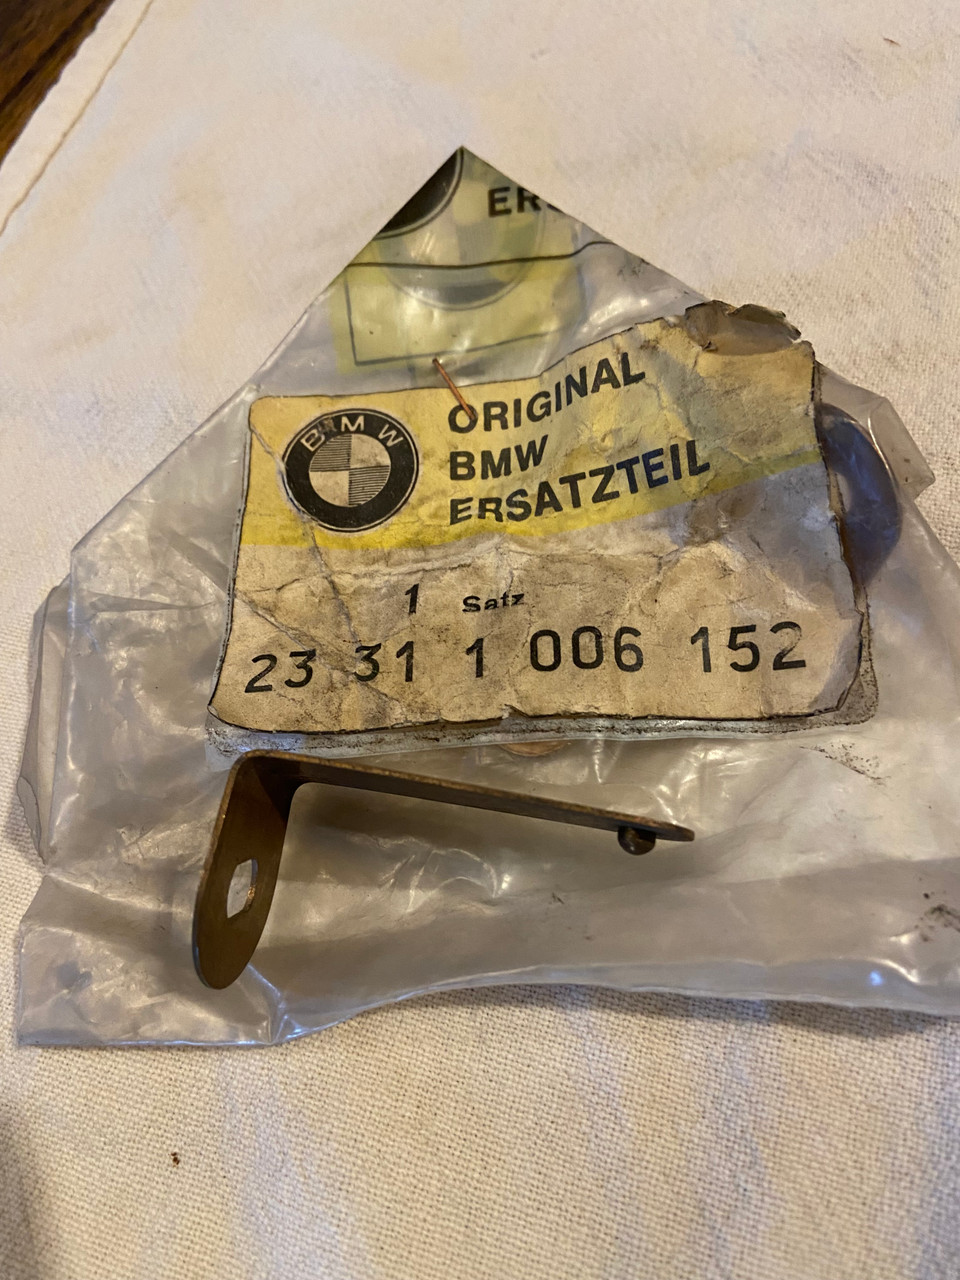 BMW
ORIGINAL
BMW
ERSATZTEIL
1 Satz
23 31 1 006 152